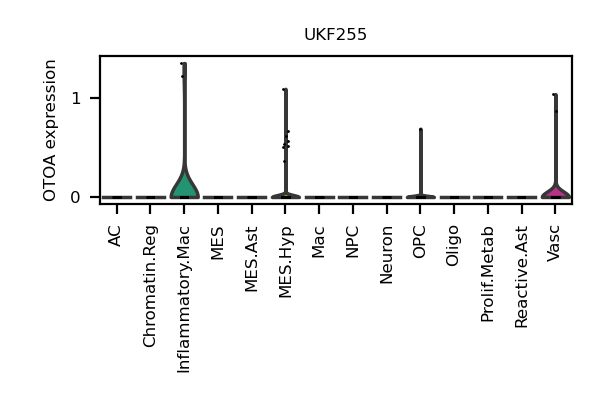 UKF255
OTOA expression
1
0
AC
Chromatin.Reg
Inflammatory.Mac
MES
MES.Ast
MES.Hyp
Mac
NPC
Neuron
OPC
Oligo
Prolif.Metab
Reactive.Ast
Vasc